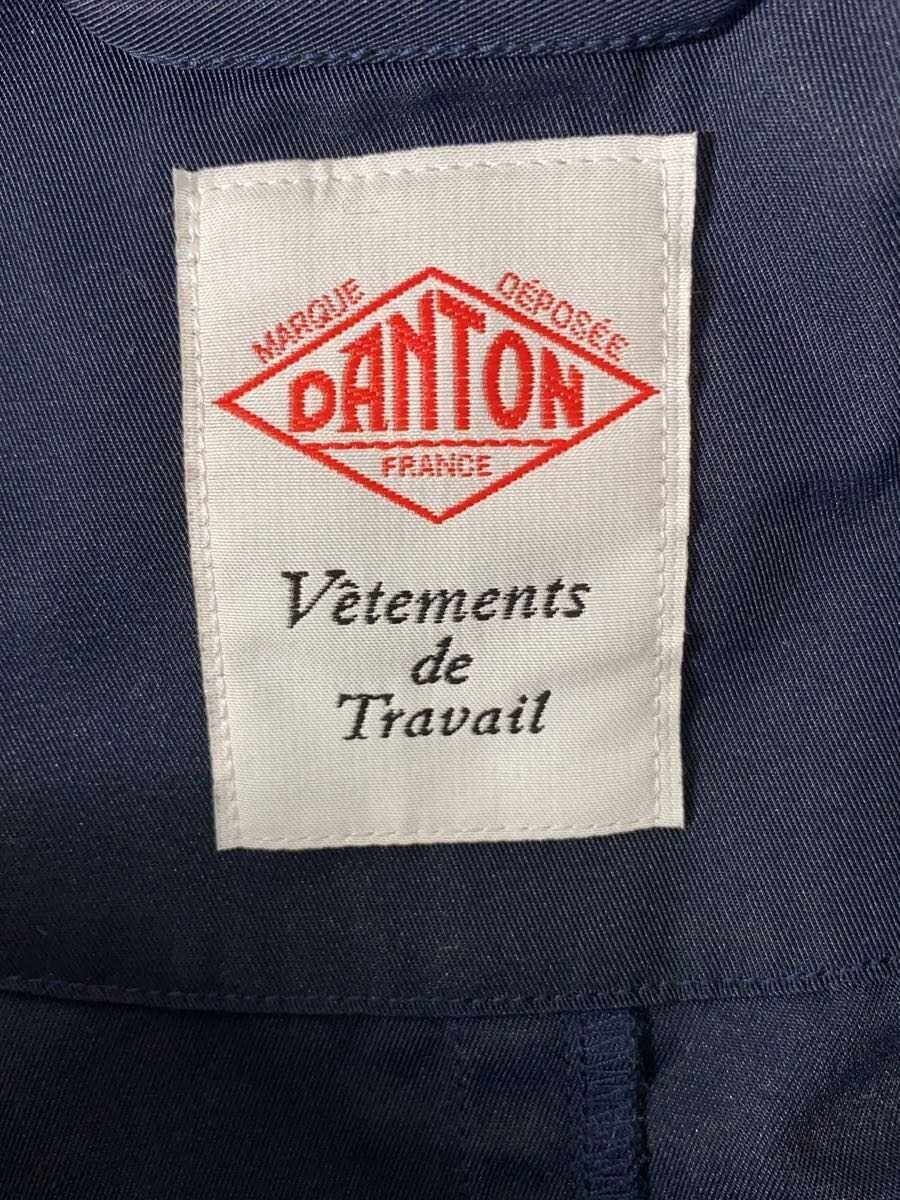 MARQUE DÉPOSÉE
DANTON
FRANCE
Vêtements
de
Travail